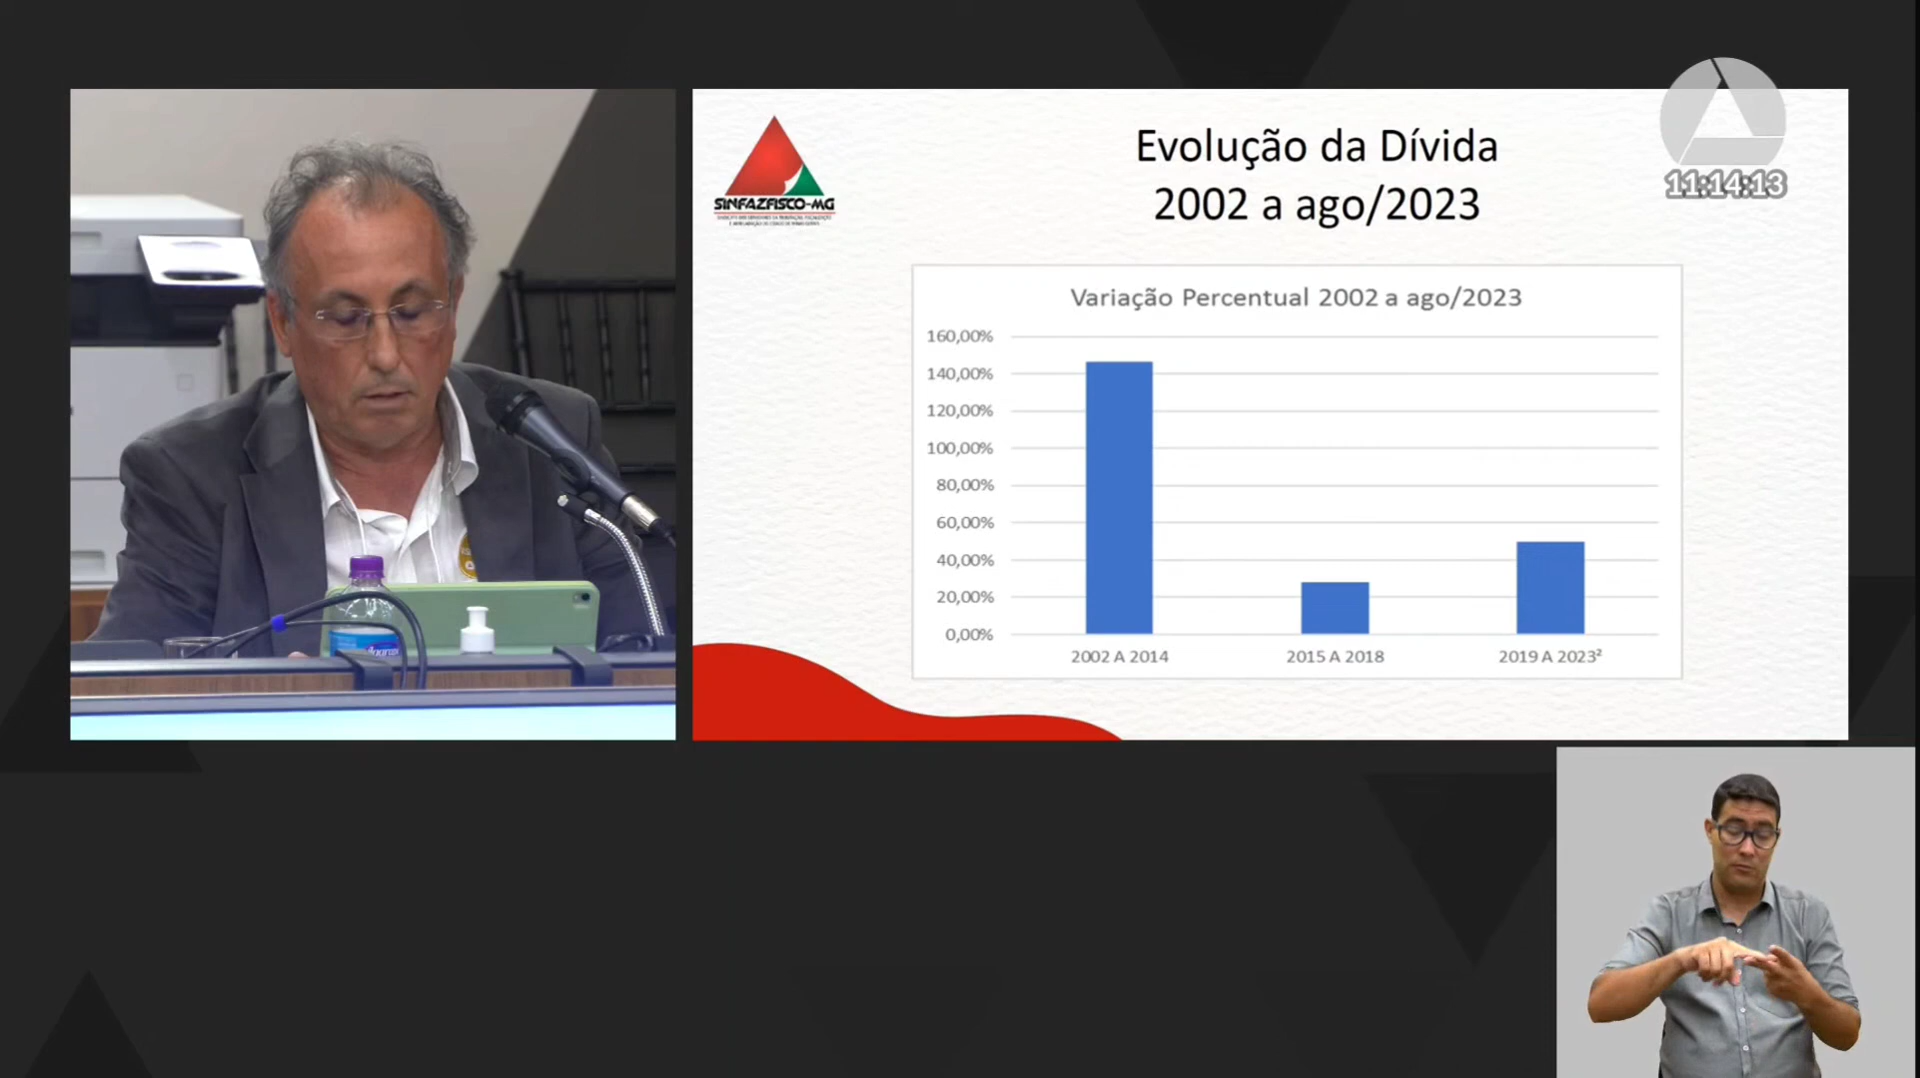 SINFAZFISCO-MG
Evolução da Dívida
2002 a ago/2023
11:14:13
Variação Percentual 2002 a ago/2023
160,00%
140,00%
120,00%
100,00%
80,00%
60,00%
40,00%
20,00%
0,00%
2002 A 2014
2015 A 2018
2019 A 2023²